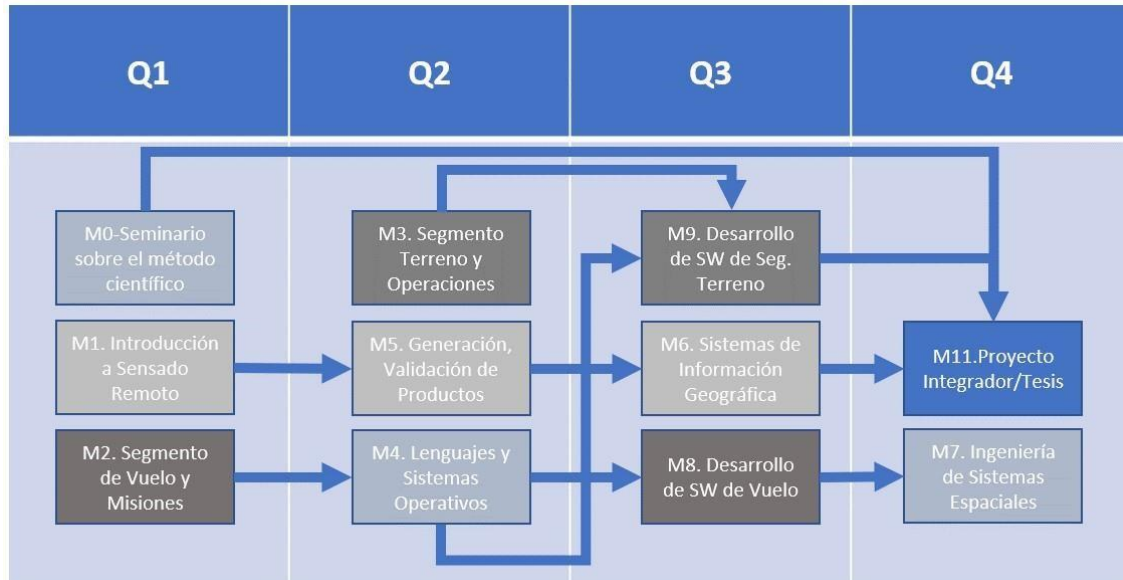 Q1
Q2
Q3
Q4
M0-Seminario
sobre el método
científico
M3. Segmento
Terreno y
Operaciones
M9. Desarrollo
de SW de Seg.
Terreno
M1. Introducción
a Sensado
Remoto
M5. Generación,
Validación de
Productos
M6. Sistemas de
Información
Geográfica
M11.Proyecto
Integrador/Tesis
M2. Segmento
de Vuelo y
Misiones
M4. Lenguajes y
Sistemas
Operativos
M8. Desarrollo
de SW de Vuelo
M7. Ingeniería
de Sistemas
Espaciales